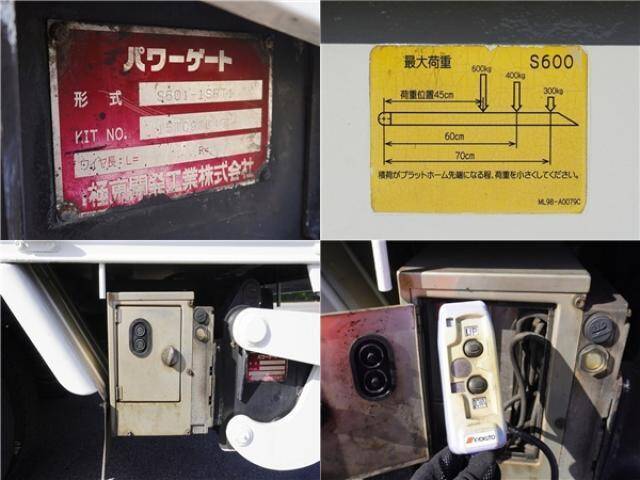 パワーゲート
形式
KIT NO.
ワイヤ長:L= R=
極東開発工業株式会社
最大荷重 S600
600kg
400kg
300kg
荷重位置45cm
60cm
70cm
積荷がプラットホーム先端になる程、荷重を小さくしてください。
ML98-A0079C
UP
KYOKUTO